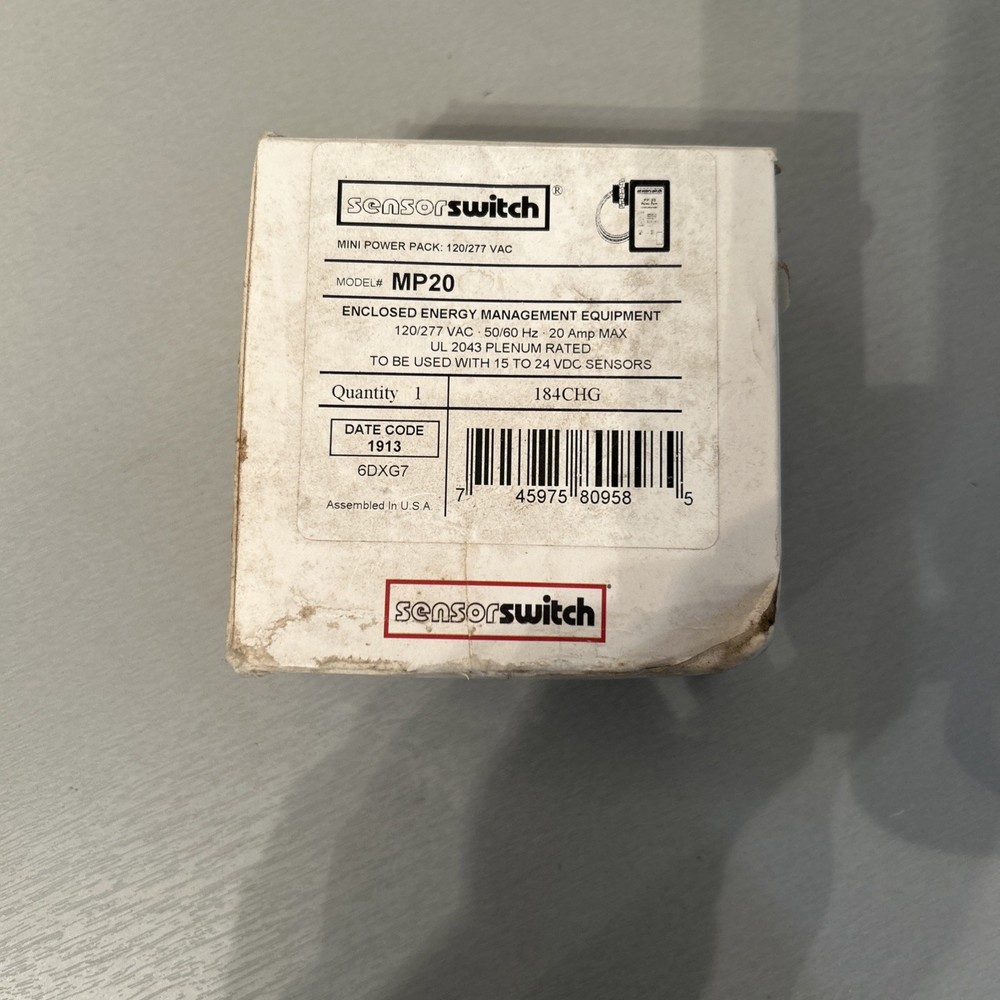 sensorswitch®
MINI POWER PACK: 120/277 VAC
MODEL# MP20
ENCLOSED ENERGY MANAGEMENT EQUIPMENT
120/277 VAC · 50/60 Hz · 20 Amp MAX
UL 2043 PLENUM RATED
TO BE USED WITH 15 TO 24 VDC SENSORS
Quantity 1
184CHG
DATE CODE
1913
6DXG7
Assembled In U.S.A.
7 45975 80958 5
sensorswitch